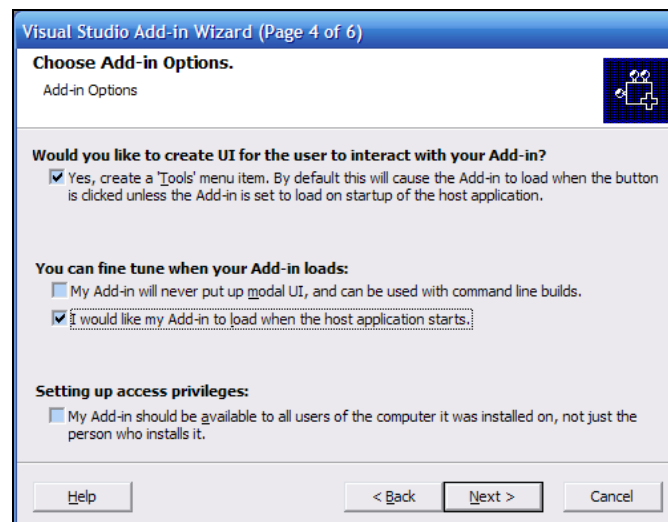 Visual Studio Add-in Wizard (Page 4 of 6)
Choose Add-in Options.
Add-in Options
Would you like to create UI for the user to interact with your Add-in?
Yes, create a 'Tools' menu item. By default this will cause the Add-in to load when the button
is clicked unless the Add-in is set to load on startup of the host application.
You can fine tune when your Add-in loads:
My Add-in will never put up modal UI, and can be used with command line builds.
I would like my Add-in to load when the host application starts.
Setting up access privileges:
My Add-in should be available to all users of the computer it was installed on, not just the
person who installs it.
Help
< Back
Next >
Cancel